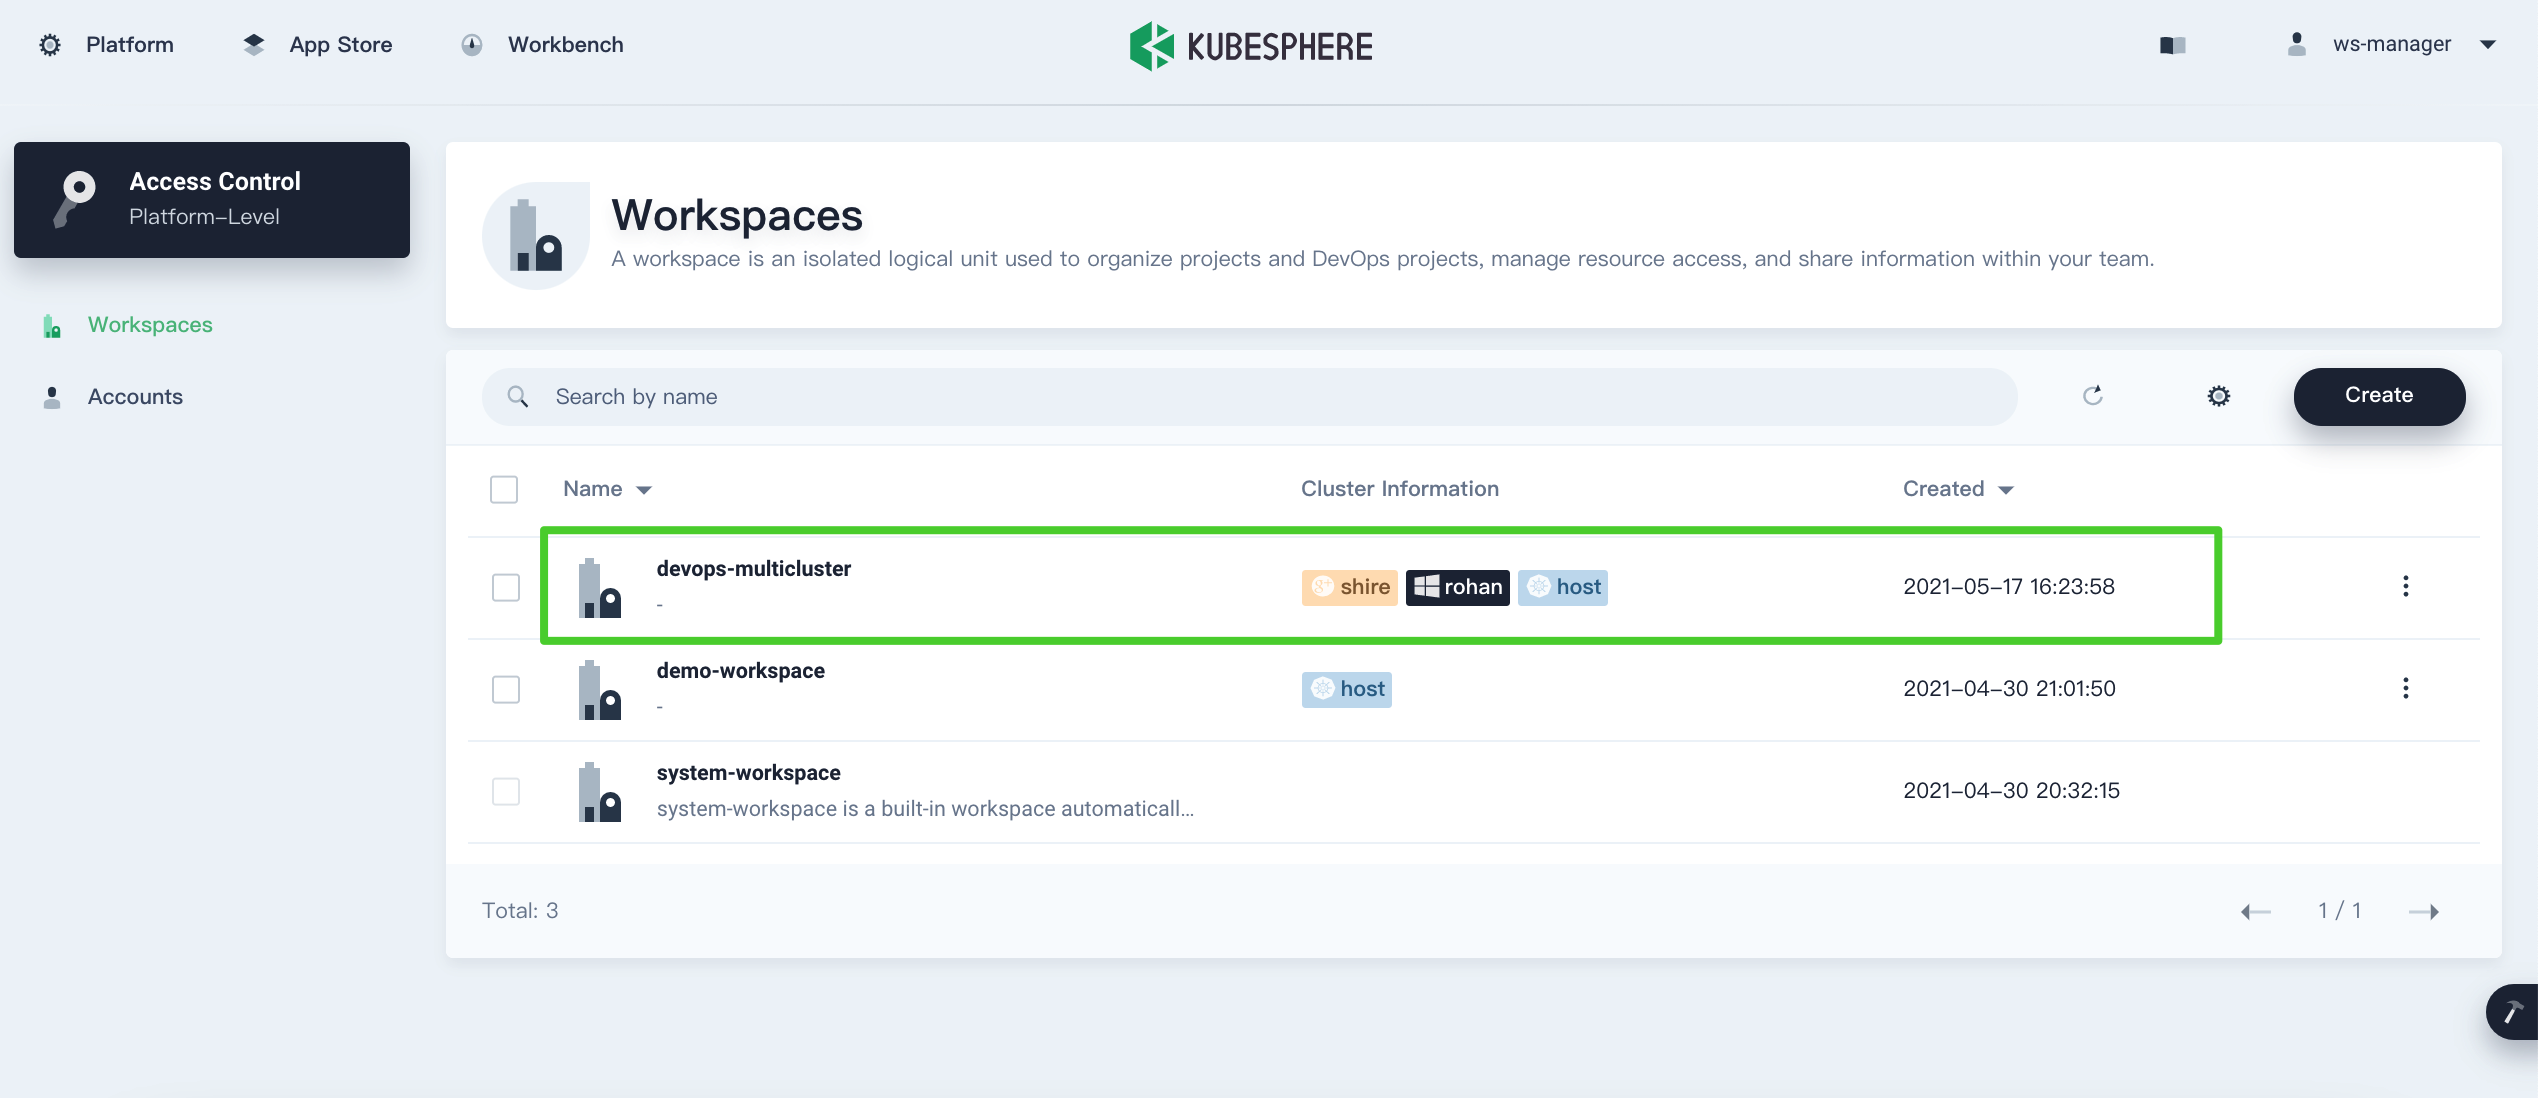 Platform
App Store
Workbench
KUBESPHERE
ws-manager
Access Control
Platform-Level
Workspaces
Accounts
Workspaces
A workspace is an isolated logical unit used to organize projects and DevOps projects, manage resource access, and share information within your team.
Search by name
Create
Name
Cluster Information
Created
devops-multicluster
-
shire
rohan
host
2021-05-17 16:23:58
demo-workspace
-
host
2021-04-30 21:01:50
system-workspace
system-workspace is a built-in workspace automaticall...
2021-04-30 20:32:15
Total: 3
1 / 1